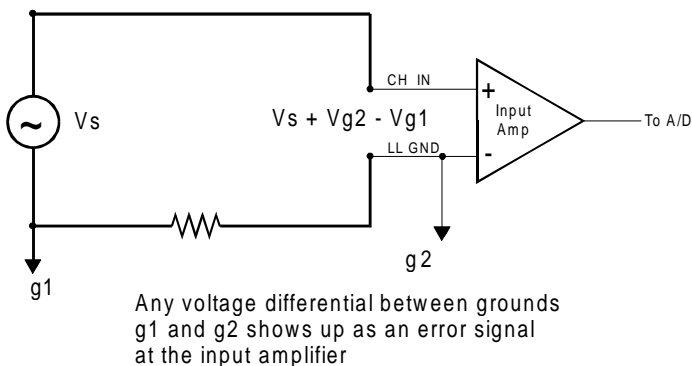 CH IN
Vs
Vs + Vg2 - Vg1
+
Input
Amp
-
To A/D
LL GND
g1
g2
Any voltage differential between grounds
g1 and g2 shows up as an error signal
at the input amplifier